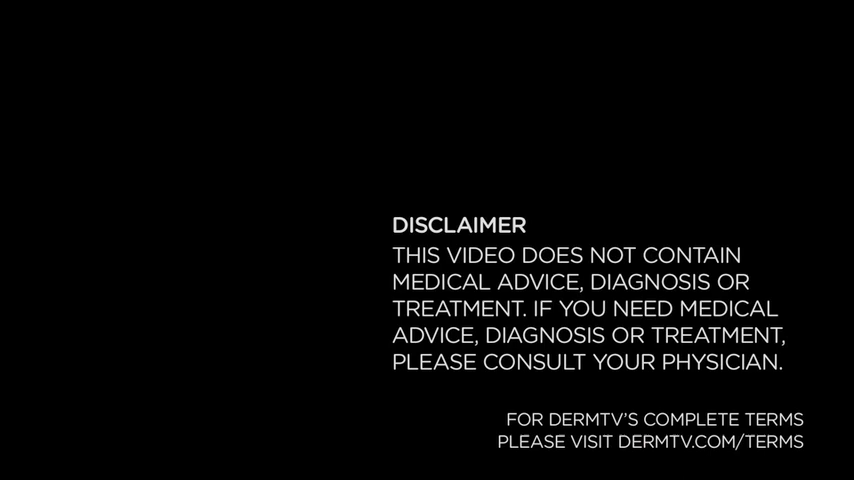 DISCLAIMER
THIS VIDEO DOES NOT CONTAIN
MEDICAL ADVICE, DIAGNOSIS OR
TREATMENT. IF YOU NEED MEDICAL
ADVICE, DIAGNOSIS OR TREATMENT,
PLEASE CONSULT YOUR PHYSICIAN.
FOR DERMTV'S COMPLETE TERMS
PLEASE VISIT DERMTV.COM/TERMS